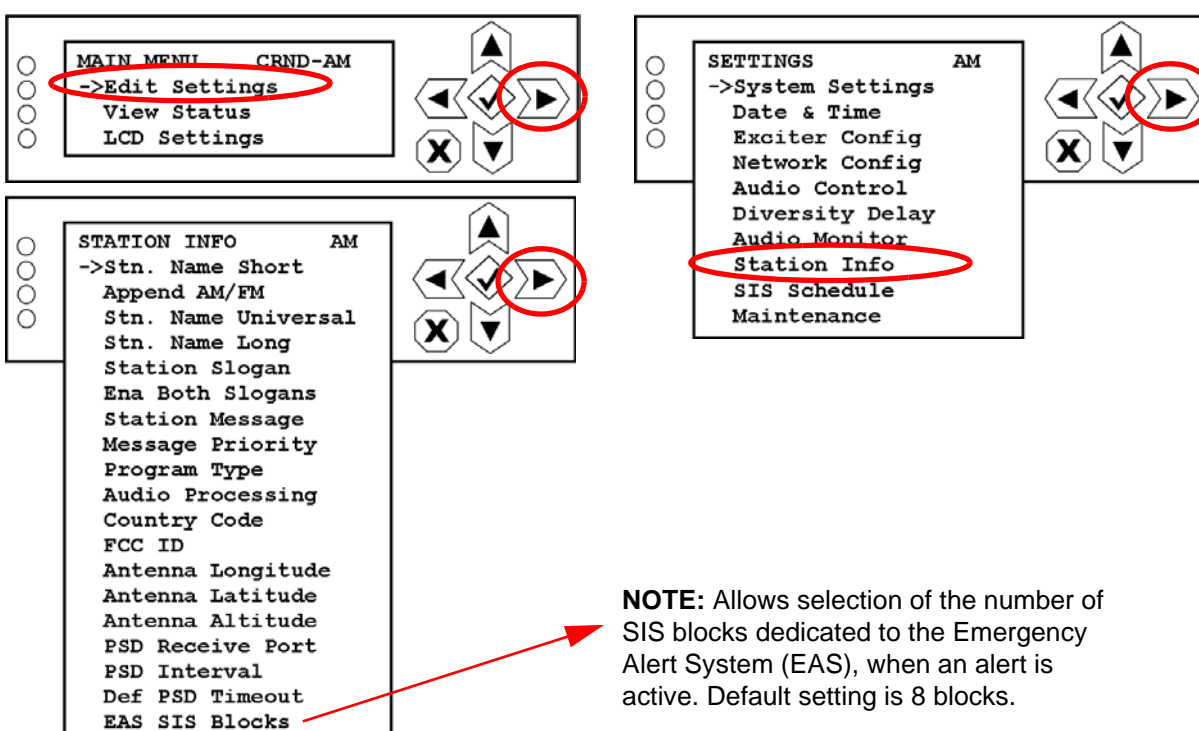 MAIN MENU CRND-AM
->Edit Settings
View Status
LCD Settings
X
SETTINGS AM
->System Settings
Date & Time
Exciter Config
Network Config
Audio Control
Diversity Delay
Audio Monitor
Station Info
SIS Schedule
Maintenance
X
STATION INFO AM
->Stn. Name Short
Append AM/FM
Stn. Name Universal
Stn. Name Long
Station Slogan
Ena Both Slogans
Station Message
Message Priority
Program Type
Audio Processing
Country Code
FCC ID
Antenna Longitude
Antenna Latitude
Antenna Altitude
PSD Receive Port
PSD Interval
Def PSD Timeout
EAS SIS Blocks
X
NOTE: Allows selection of the number of
SIS blocks dedicated to the Emergency
Alert System (EAS), when an alert is
active. Default setting is 8 blocks.